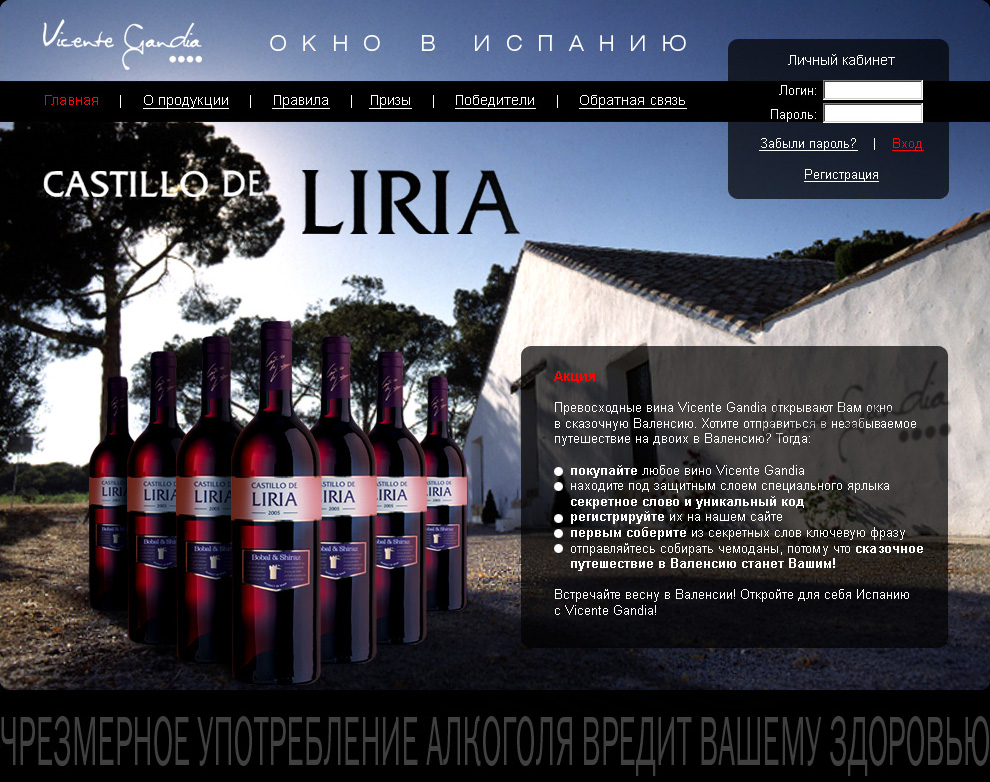 Vicente Gandia
ОКНО В ИСПАНИЮ
Личный кабинет
Логин:
Пароль:
Забыли пароль? | Вход
Регистрация
Главная | О продукции | Правила | Призы | Победители | Обратная связь
CASTILLO DE LIRIA
Акция
Превосходные вина Vicente Gandia открывают Вам окно
в сказочную Валенсию. Хотите отправиться в незабываемое
путешествие на двоих в Валенсию? Тогда:
покупайте любое вино Vicente Gandia
находите под защитным слоем специального ярлыка
секретное слово и уникальный код
регистрируйте их на нашем сайте
первым соберите из секретных слов ключевую фразу
отправляйтесь собирать чемоданы, потому что сказочное
путешествие в Валенсию станет Вашим!
Встречайте весну в Валенсии! Откройте для себя Испанию
с Vicente Gandia!
Gandia
CASTILLO DE
LIRIA
2005
Bobal & Shiraz
ЧРЕЗМЕРНОЕ УПОТРЕБЛЕНИЕ АЛКОГОЛЯ ВРЕДИТ ВАШЕМУ ЗДОРОВЬЮ